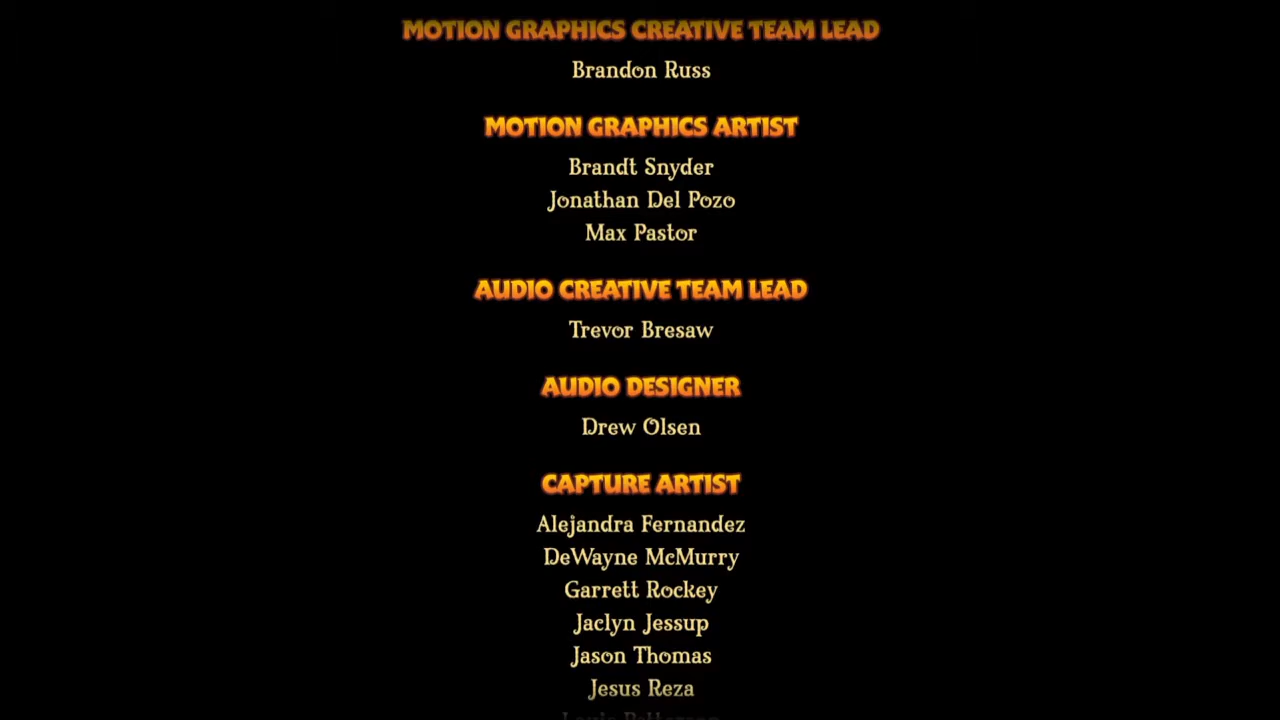 MOTION GRAPHICS CREATIVE TEAM LEAD
Brandon Russ
MOTION GRAPHICS ARTIST
Brandt Snyder
Jonathan Del Pozo
Max Pastor
AUDIO CREATIVE TEAM LEAD
Trevor Bresaw
AUDIO DESIGNER
Drew Olsen
CAPTURE ARTIST
Alejandra Fernandez
DeWayne McMurry
Garrett Rockey
Jaclyn Jessup
Jason Thomas
Jesus Reza